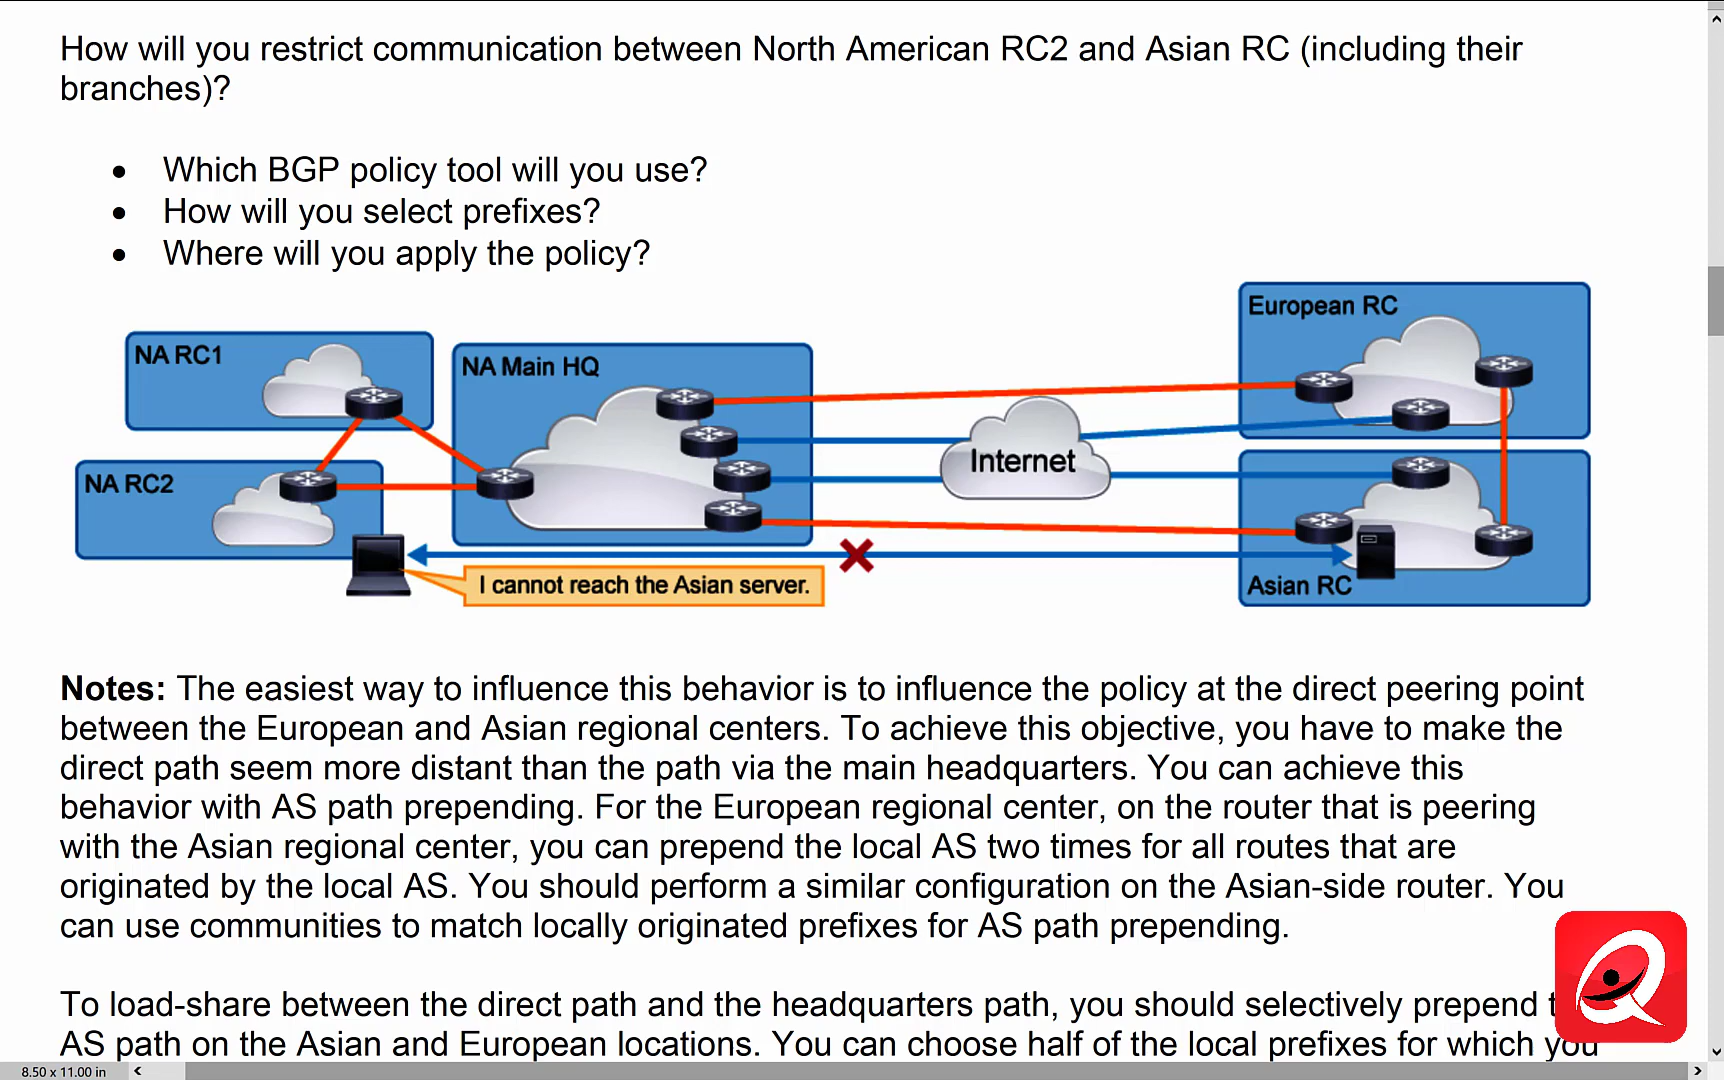 How will you restrict communication between North American RC2 and Asian RC (including their
branches)?
• Which BGP policy tool will you use?
• How will you select prefixes?
• Where will you apply the policy?
European RC
NA RC1
NA Main HQ
Internet
NA RC2
I cannot reach the Asian server.
Asian RC
Notes: The easiest way to influence this behavior is to influence the policy at the direct peering point
between the European and Asian regional centers. To achieve this objective, you have to make the
direct path seem more distant than the path via the main headquarters. You can achieve this
behavior with AS path prepending. For the European regional center, on the router that is peering
with the Asian regional center, you can prepend the local AS two times for all routes that are
originated by the local AS. You should perform a similar configuration on the Asian-side router. You
can use communities to match locally originated prefixes for AS path prepending.
To load-share between the direct path and the headquarters path, you should selectively prepend
AS path on the Asian and European locations. You can choose half of the local prefixes for which you
8.50 x 11.00 in